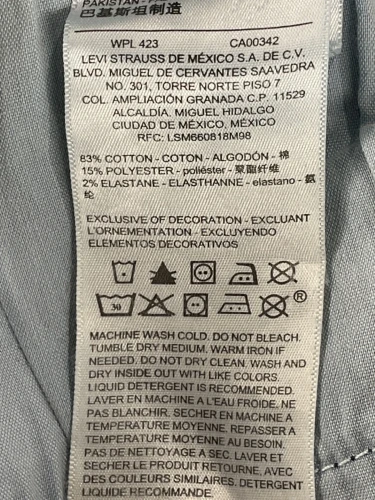 PAKISTAN
巴基斯坦制造
WPL 423 CA00342
LEVI STRAUSS DE MÉXICO S.A. DE C.V.
BLVD. MIGUEL DE CERVANTES SAAVEDRA
NO. 301, TORRE NORTE PISO 7
COL. AMPLIACIÓN GRANADA C.P. 11529
ALCALDÍA. MIGUEL HIDALGO
CIUDAD DE MÉXICO, MÉXICO
RFC: LSM660818M98
83% COTTON - COTON - ALGODÓN - 棉
15% POLYESTER - poliéster - 聚酯纤维
2% ELASTANE - ELASTHANNE - elastano - 氨
纶
EXCLUSIVE OF DECORATION - EXCLUANT
L'ORNEMENTATION - EXCLUYENDO
ELEMENTOS DECORATIVOS
30 ®
MACHINE WASH COLD. DO NOT BLEACH.
TUMBLE DRY MEDIUM. WARM IRON IF
NEEDED. DO NOT DRY CLEAN. WASH AND
DRY INSIDE OUT WITH LIKE COLORS.
LIQUID DETERGENT IS RECOMMENDED.
LAVER EN MACHINE A L'EAU FROIDE. NE
PAS BLANCHIR. SECHER EN MACHINE A
TEMPERATURE MOYENNE. REPASSER A
TEMPERATURE MOYENNE AU BESOIN.
PAS DE NETTOYAGE A SEC. LAVER ET
SECHER LE PRODUIT RETOURNE, AVEC
DES COULEURS SIMILAIRES. DETERGENT
LIQUIDE RECOMMANDE.